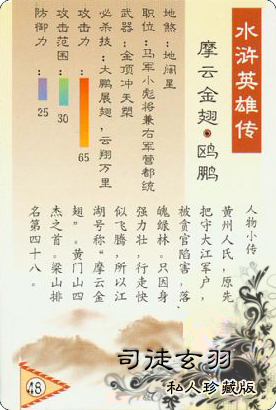 水浒英雄传
摩云金翅·鸥鹏
地煞：地阔星
职位：马军小彪将兼右军营都统
武器：金顶冲天槊
必杀技：大鹏展翅，云翔万里
攻击力：65
攻击范围：30
防御力：25
人物小传
黄州人氏，原先
把守大江军户，
被贪官陷害，落
魄绿林。只因身
强力壮，行走快
似飞腾，所以江
湖号称“摩云金
翅”。黄门山四
杰之首。梁山排
名第四十八。
48
司徒玄羽
私人珍藏版